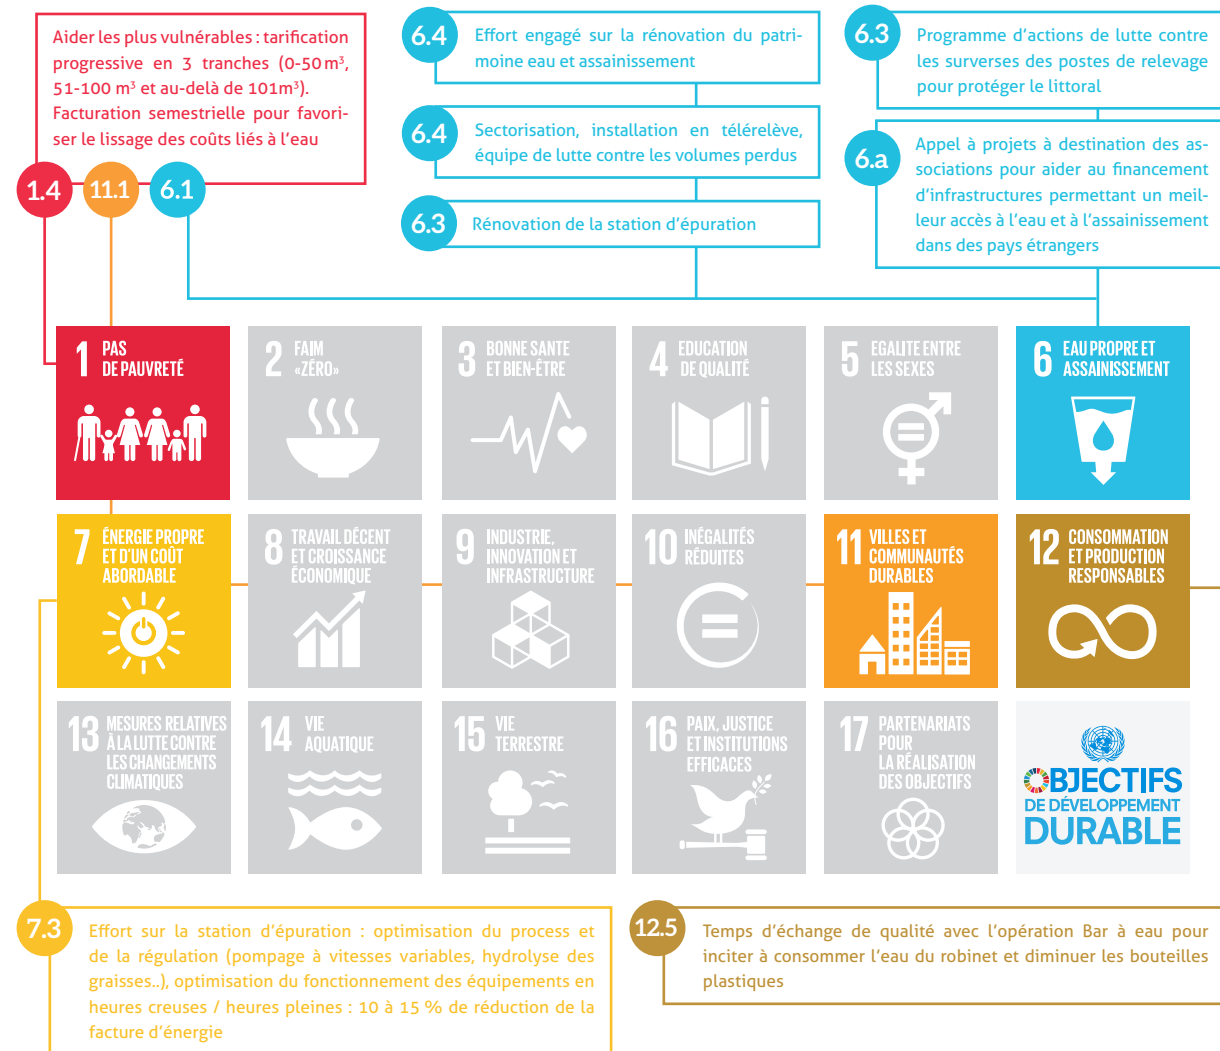 Aider les plus vulnérables : tarification
progressive en 3 tranches (0-50 m³,
51-100 m³ et au-delà de 101m³).
Facturation semestrielle pour favori-
ser le lissage des coûts liés à l'eau
1.4
11.1
6.1
6.4
Effort engagé sur la rénovation du patri-
moine eau et assainissement
6.4
Sectorisation, installation en télérelève,
équipe de lutte contre les volumes perdus
6.3
Rénovation de la station d'épuration
6.3
Programme d'actions de lutte contre
les surverses des postes de relevage
pour protéger le littoral
6.a
Appel à projets à destination des as-
sociations pour aider au financement
d'infrastructures permettant un meil-
leur accès à l'eau et à l'assainissement
dans des pays étrangers
1 PAS
DE PAUVRETÉ
2 FAIM
«ZÉRO»
3 BONNE SANTE
ET BIEN-ÊTRE
4 EDUCATION
DE QUALITÉ
5 EGALITE ENTRE
LES SEXES
6 EAU PROPRE ET
ASSAINISSEMENT
7 ÉNERGIE PROPRE
ET D'UN COÛT
ABORDABLE
8 TRAVAIL DÉCENT
ET CROISSANCE
ÉCONOMIQUE
9 INDUSTRIE,
INNOVATION ET
INFRASTRUCTURE
10 INÉGALITÉS
RÉDUITES
11 VILLES ET
COMMUNAUTÉS
DURABLES
12 CONSOMMATION
ET PRODUCTION
RESPONSABLES
13 MESURES RELATIVES
À LA LUTTE CONTRE
LES CHANGEMENTS
CLIMATIQUES
14 VIE
AQUATIQUE
15 VIE
TERRESTRE
16 PAIX, JUSTICE
ET INSTITUTIONS
EFFICACES
17 PARTENARIATS
POUR
LA RÉALISATION
DES OBJECTIFS
OBJECTIFS
DE DÉVELOPPEMENT
DURABLE
7.3
Effort sur la station d'épuration : optimisation du process et
de la régulation (pompage à vitesses variables, hydrolyse des
graisses..), optimisation du fonctionnement des équipements en
heures creuses / heures pleines : 10 à 15 % de réduction de la
facture d'énergie
12.5
Temps d'échange de qualité avec l'opération Bar à eau pour
inciter à consommer l'eau du robinet et diminuer les bouteilles
plastiques